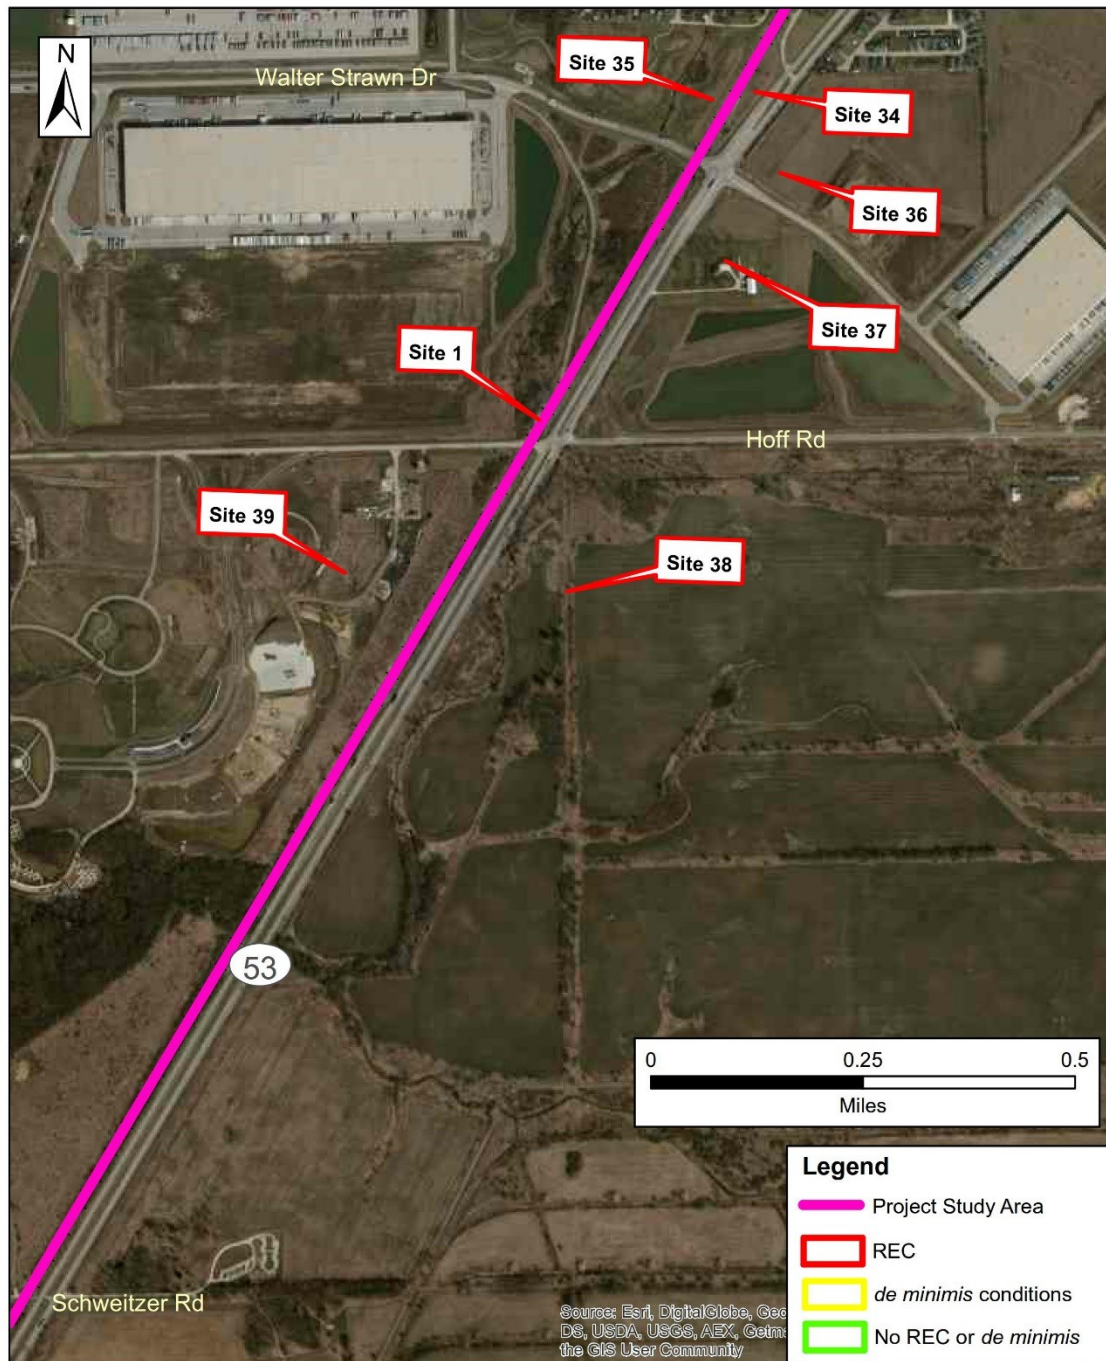 N
Walter Strawn Dr
Site 35
Site 34
Site 36
Site 37
Site 1
Hoff Rd
Site 39
Site 38
53
0 0.25 0.5
Miles
Legend
Project Study Area
REC
de minimis conditions
No REC or de minimis
Schweitzer Rd
Source: Esri, DigitalGlobe,
DS, USDA, USGS, AEX,
the GIS User Community